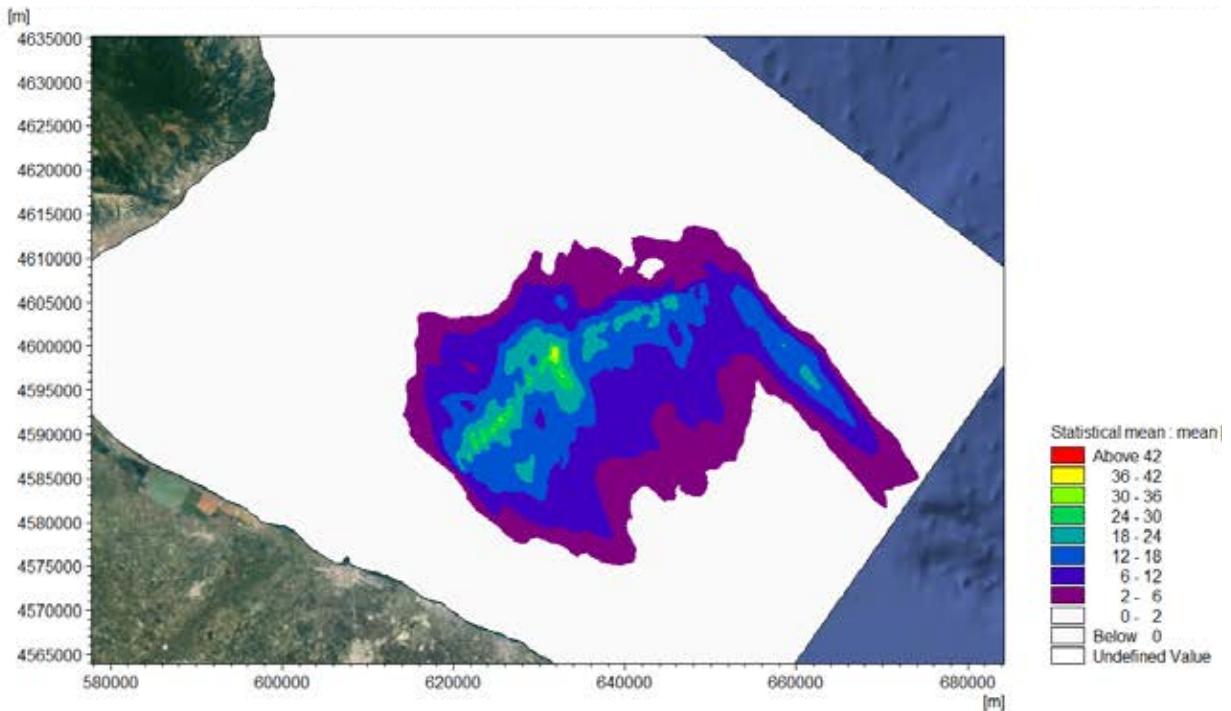 [m]
4635000
4630000
4625000
4620000
4615000
4610000
4605000
4600000
4595000
4590000
4585000
4580000
4575000
4570000
4565000
580000 600000 620000 640000 660000 680000
[m]
Statistical mean : mean [
Above 42
36 - 42
30 - 36
24 - 30
18 - 24
12 - 18
6 - 12
2 - 6
0 - 2
Below 0
Undefined Value